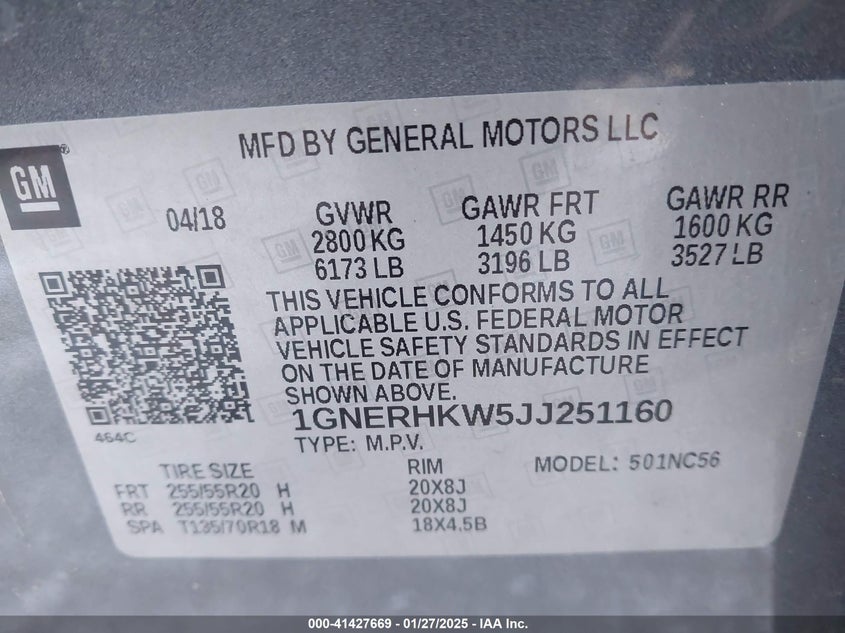 MFD BY GENERAL MOTORS LLC
GM
04/18
GVWR GAWR FRT GAWR RR
2800 KG 1450 KG 1600 KG
6173 LB 3196 LB 3527 LB
THIS VEHICLE CONFORMS TO ALL
APPLICABLE U.S. FEDERAL MOTOR
VEHICLE SAFETY STANDARDS IN EFFECT
ON THE DATE OF MANUFACTURE
SHOWN ABOVE.
1GNERHKW5JJ251160
464C
TYPE: M.P.V.
TIRE SIZE RIM MODEL: 501NC56
FRT 255/55R20 H 20X8J
RR 255/55R20 H 20X8J
SPA T135/70R18 M 18X4.5B
000-41427669 - 01/27/2025 - IAA, Inc.